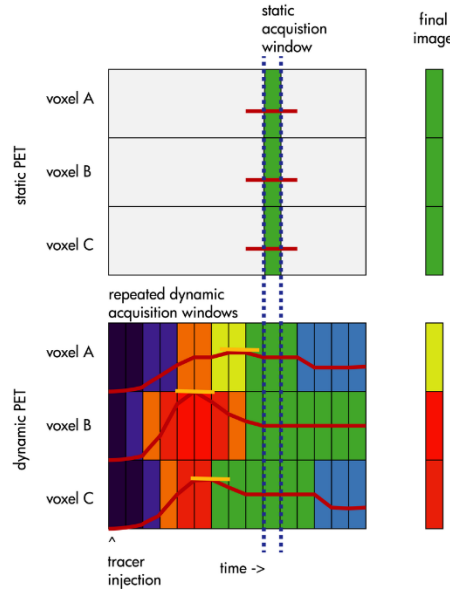 static
acquistion
window
final
image
voxel A
voxel B
voxel C
static PET
repeated dynamic
acquisition windows
voxel A
voxel B
voxel C
dynamic PET
^
tracer
injection
time ->